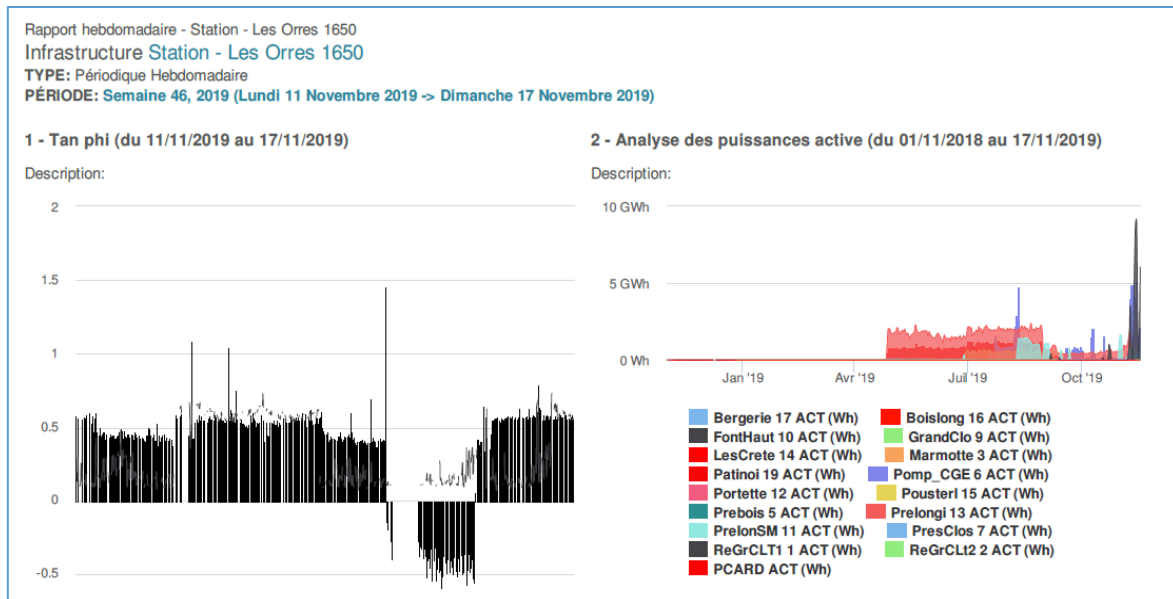 Rapport hebdomadaire - Station - Les Orres 1650
Infrastructure Station - Les Orres 1650
TYPE: Périodique Hebdomadaire
PÉRIODE: Semaine 46, 2019 (Lundi 11 Novembre 2019 -> Dimanche 17 Novembre 2019)
1 - Tan phi (du 11/11/2019 au 17/11/2019)
Description:
2
1.5
1
0.5
0
-0.5
2 - Analyse des puissances active (du 01/11/2018 au 17/11/2019)
Description:
10 GWh
5 GWh
0 Wh
Jan '19 Avr '19 Juil '19 Oct '19
Bergerie 17 ACT (Wh) Boislong 16 ACT (Wh)
FontHaut 10 ACT (Wh) GrandClo 9 ACT (Wh)
LesCrete 14 ACT (Wh) Marmotte 3 ACT (Wh)
Patinoi 19 ACT (Wh) Pomp_CGE 6 ACT (Wh)
Portette 12 ACT (Wh) Pousterl 15 ACT (Wh)
Prebois 5 ACT (Wh) Prelongi 13 ACT (Wh)
PrelonSM 11 ACT (Wh) PresClos 7 ACT (Wh)
ReGrCLT1 1 ACT (Wh) ReGrCLt2 2 ACT (Wh)
PCARD ACT (Wh)